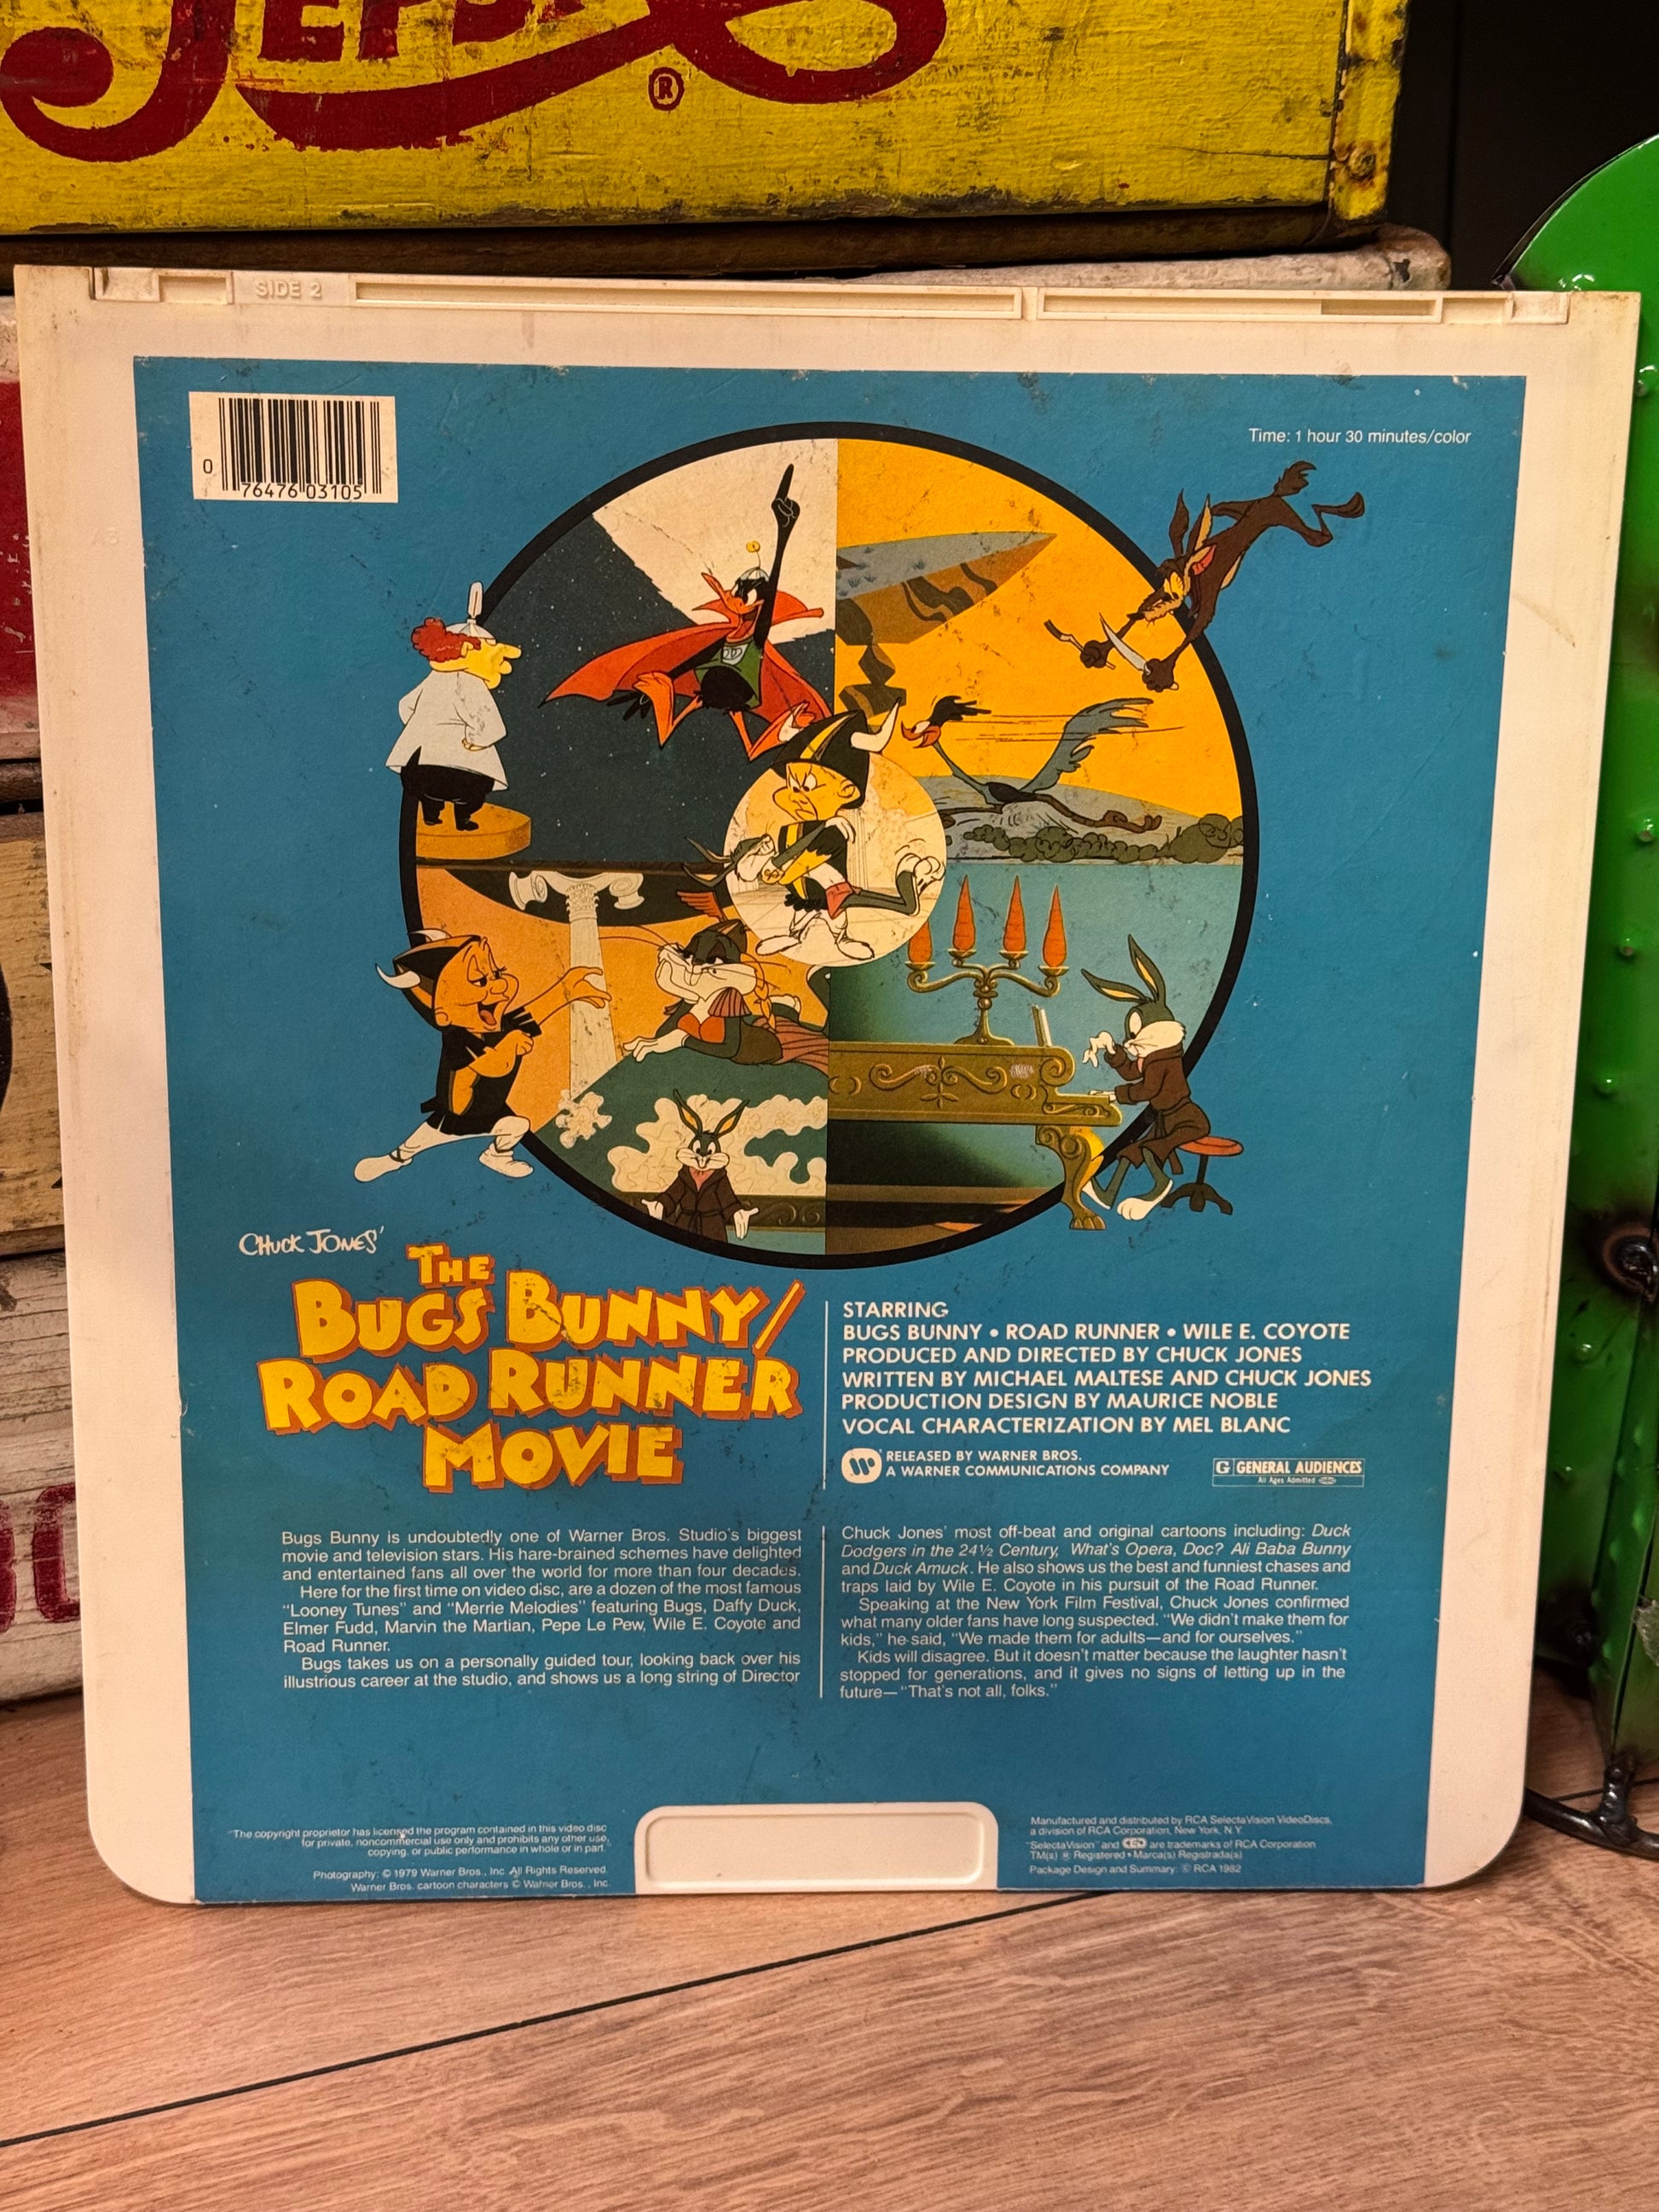 PEPSI
®
SIDE 2
0
76476 03105
Time: 1 hour 30 minutes/color
CHUCK JONES'
THE
BUGS BUNNY/
ROAD RUNNER
MOVIE
STARRING
BUGS BUNNY • ROAD RUNNER • WILE E. COYOTE
PRODUCED AND DIRECTED BY CHUCK JONES
WRITTEN BY MICHAEL MALTESE AND CHUCK JONES
PRODUCTION DESIGN BY MAURICE NOBLE
VOCAL CHARACTERIZATION BY MEL BLANC
RELEASED BY WARNER BROS.
A WARNER COMMUNICATIONS COMPANY
G GENERAL AUDIENCES
All Ages Admitted
Bugs Bunny is undoubtedly one of Warner Bros. Studio's biggest
movie and television stars. His hare-brained schemes have delighted
and entertained fans all over the world for more than four decades.
Here for the first time on video disc, are a dozen of the most famous
"Looney Tunes" and "Merrie Melodies" featuring Bugs, Daffy Duck,
Elmer Fudd, Marvin the Martian, Pepe Le Pew, Wile E. Coyote and
Road Runner.
Bugs takes us on a personally guided tour, looking back over his
illustrious career at the studio, and shows us a long string of Director
Chuck Jones' most off-beat and original cartoons including: Duck
Dodgers in the 24½ Century, What's Opera, Doc? Ali Baba Bunny
and Duck Amuck. He also shows us the best and funniest chases and
traps laid by Wile E. Coyote in his pursuit of the Road Runner.
Speaking at the New York Film Festival, Chuck Jones confirmed
what many older fans have long suspected. "We didn't make them for
kids," he said, "We made them for adults—and for ourselves."
Kids will disagree. But it doesn't matter because the laughter hasn't
stopped for generations, and it gives no signs of letting up in the
future—"That's not all, folks."
"The copyright proprietor has licensed the program contained in this video disc
for private, noncommercial use only and prohibits any other use,
copying, or public performance in whole or in part."
Photography: © 1979 Warner Bros., Inc. All Rights Reserved.
Warner Bros. cartoon characters © Warner Bros., Inc.
Manufactured and distributed by RCA SelectaVision VideoDiscs,
a division of RCA Corporation, New York, N.Y.
"SelectaVision" and CED are trademarks of RCA Corporation
TM(s) ® Registered • Marca(s) Registrada(s)
Package Design and Summary: © RCA 1982